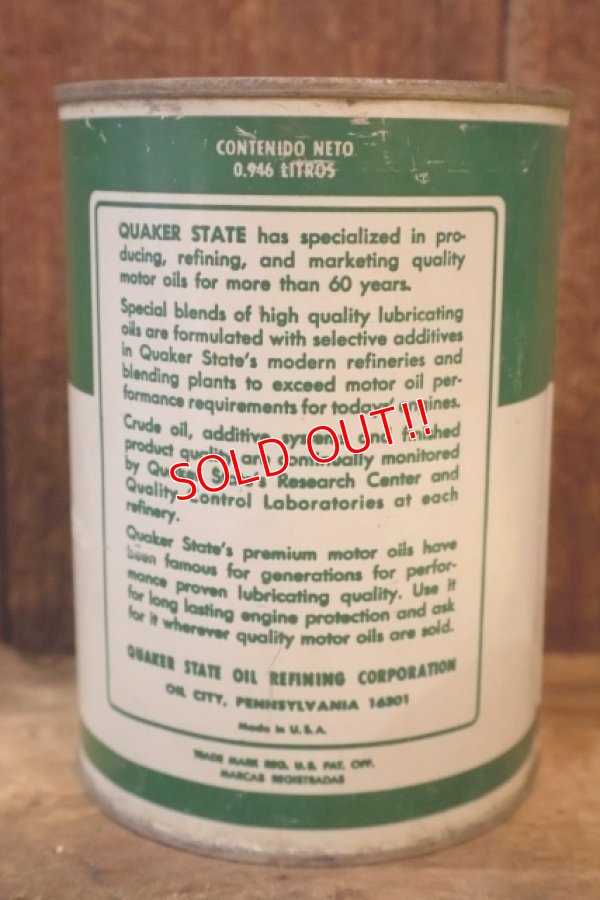 CONTENIDO NETO
0.946 LITROS
QUAKER STATE has specialized in pro-
ducing, refining, and marketing quality
motor oils for more than 60 years.
Special blends of high quality lubricating
oils are formulated with selective additives
in Quaker State's modern refineries and
blending plants to exceed motor oil per-
formance requirements for today's engines.
Crude oil, additive systems and finished
product quality are continually monitored
by Quaker State's Research Center and
Quality Control Laboratories at each
refinery.
SOLD OUT!!
Quaker State's premium motor oils have
been famous for generations for perfor-
mance proven lubricating quality. Use it
for long lasting engine protection and ask
for it wherever quality motor oils are sold.
QUAKER STATE OIL REFINING CORPORATION
OIL CITY, PENNSYLVANIA 16301
Made in U.S.A.
TRADE MARK REG. U.S. PAT. OFF.
MARCAS REGISTRADAS